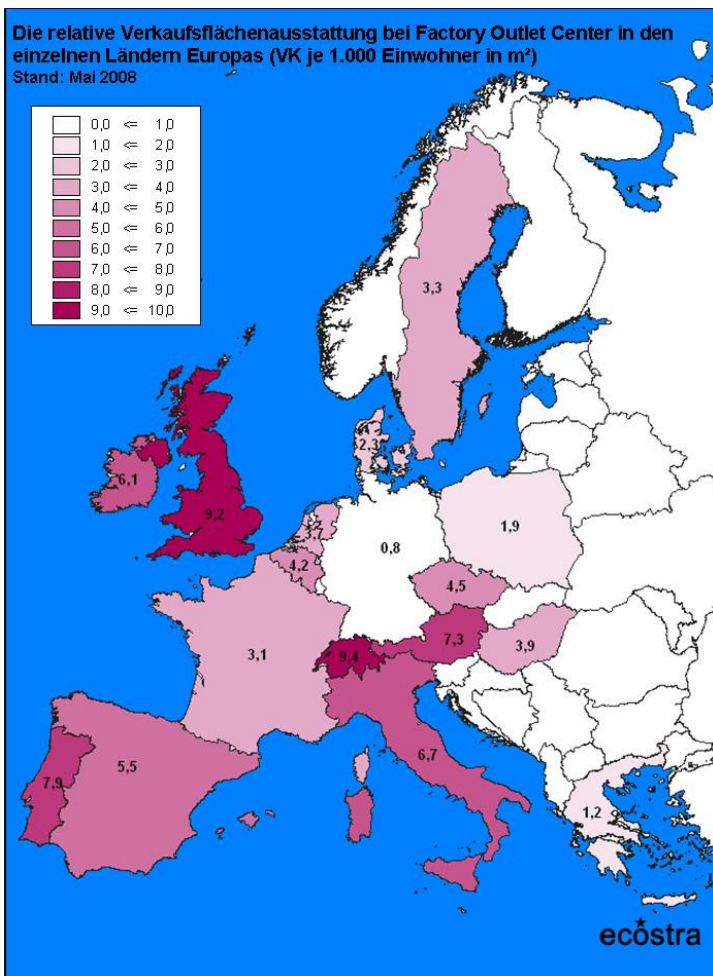 Die relative Verkaufsflächenausstattung bei Factory Outlet Center in den
einzelnen Ländern Europas (VK je 1.000 Einwohner in m²)
Stand: Mai 2008
0,0 <= 1,0
1,0 <= 2,0
2,0 <= 3,0
3,0 <= 4,0
4,0 <= 5,0
5,0 <= 6,0
6,0 <= 7,0
7,0 <= 8,0
8,0 <= 9,0
9,0 <= 10,0
3,3
2,3
6,1
9,2
3,7
0,8
1,9
4,2
4,5
7,3
3,9
3,1
9,4
6,7
5,5
7,9
1,2
ecostra